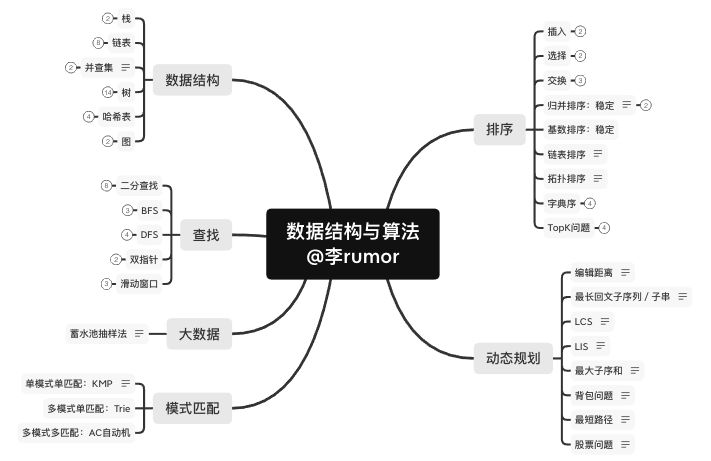 数据结构与算法
@李rumor
数据结构
2 栈
8 链表
2 并查集
14 树
4 哈希表
2 图
查找
8 二分查找
3 BFS
4 DFS
2 双指针
3 滑动窗口
大数据
蓄水池抽样法
模式匹配
单模式单匹配：KMP
多模式单匹配：Trie
多模式多匹配：AC自动机
排序
插入 2
选择 2
交换 3
归并排序：稳定 2
基数排序：稳定
链表排序
拓扑排序
字典序 4
TopK问题 4
动态规划
编辑距离
最长回文子序列 / 子串
LCS
LIS
最大子序和
背包问题
最短路径
股票问题